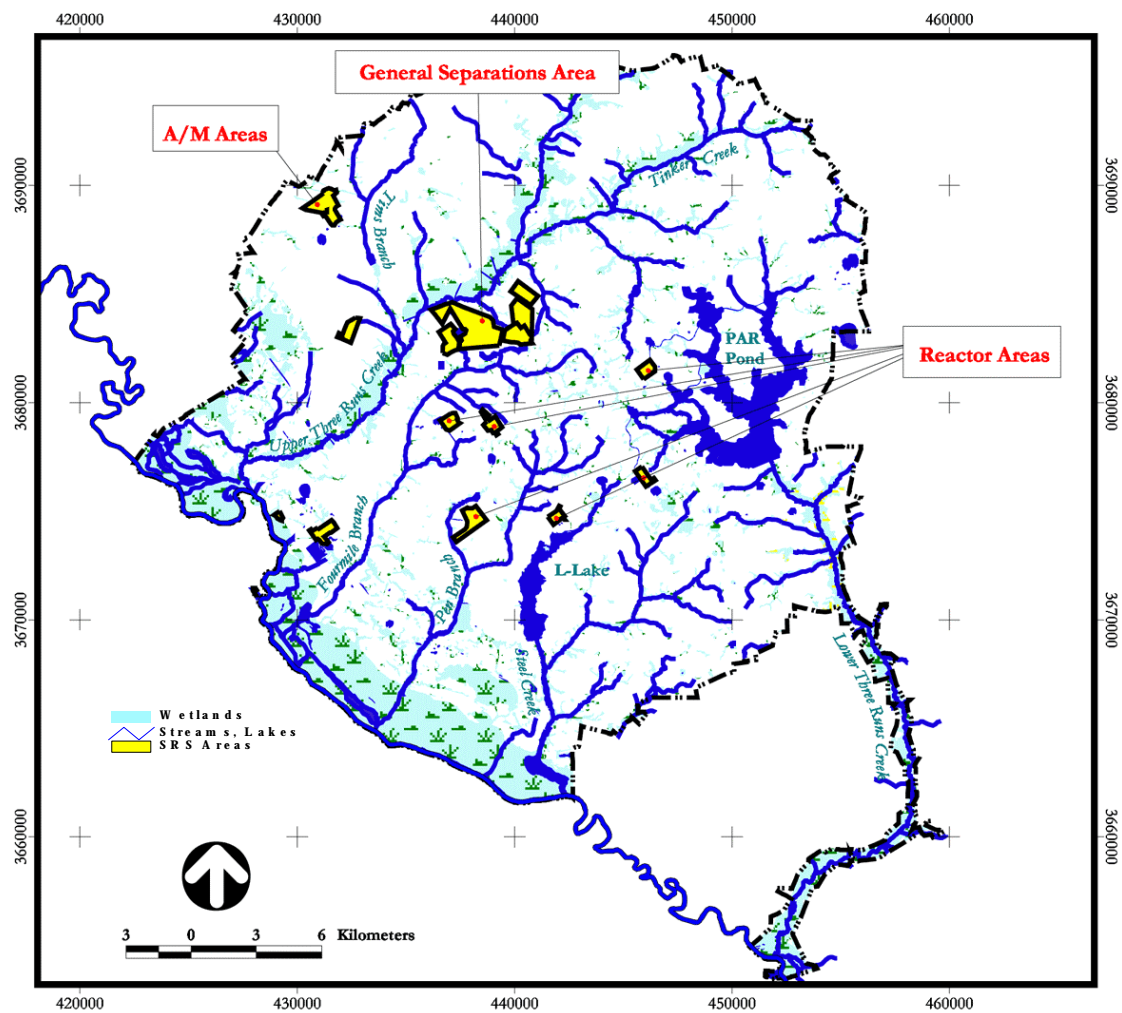 420000 430000 440000 450000 460000
General Separations Area
A/M Areas
3690000
3690000
Tinkers Creek
Tims Branch
PAR
Pond
Reactor Areas
3680000
3680000
Upper Three Runs Creek
Fourmile Branch
Pen Branch
L-Lake
3670000
3670000
Steel Creek
Lower Three Runs Creek
Wetlands
Streams, Lakes
SRS Areas
3660000
3660000
3 0 3 6 Kilometers
420000 430000 440000 450000 460000